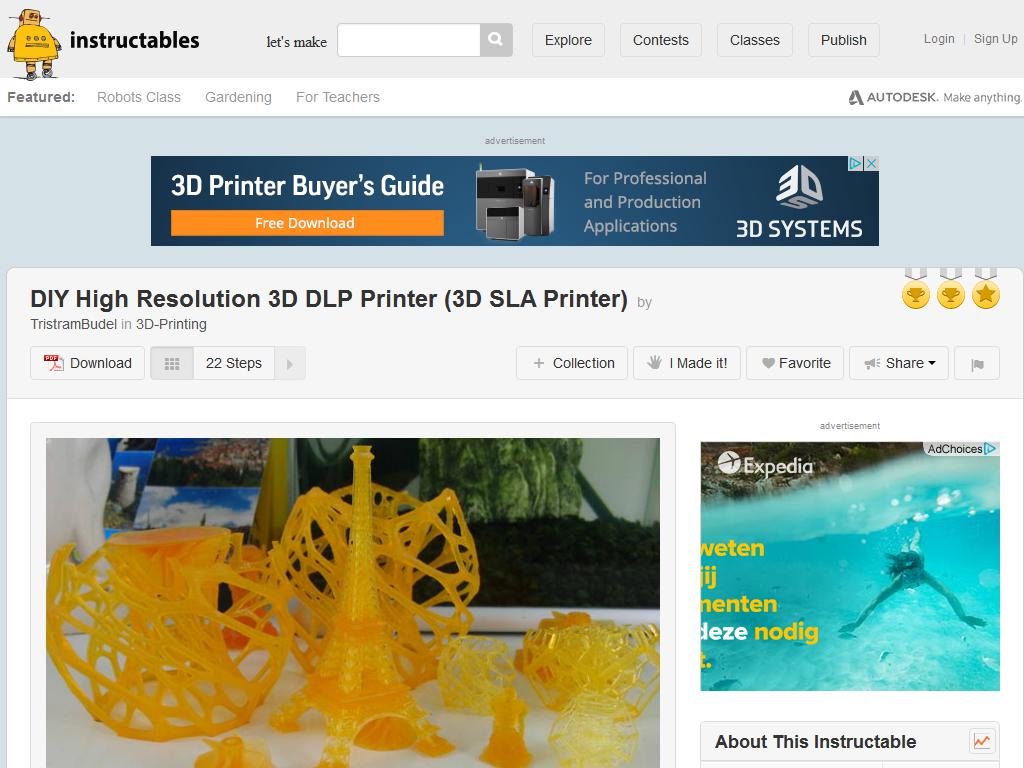 instructables
let's make
Explore
Contests
Classes
Publish
Login | Sign Up
Featured: Robots Class Gardening For Teachers
AUTODESK. Make anything.
advertisement
3D Printer Buyer's Guide
Free Download
For Professional
and Production
Applications
3D SYSTEMS
DIY High Resolution 3D DLP Printer (3D SLA Printer) by
TristramBudel in 3D-Printing
PDF Download
22 Steps
+ Collection
I Made it!
Favorite
Share
advertisement
AdChoices
Expedia
weten
jij
menten
deze nodig
t.
About This Instructable